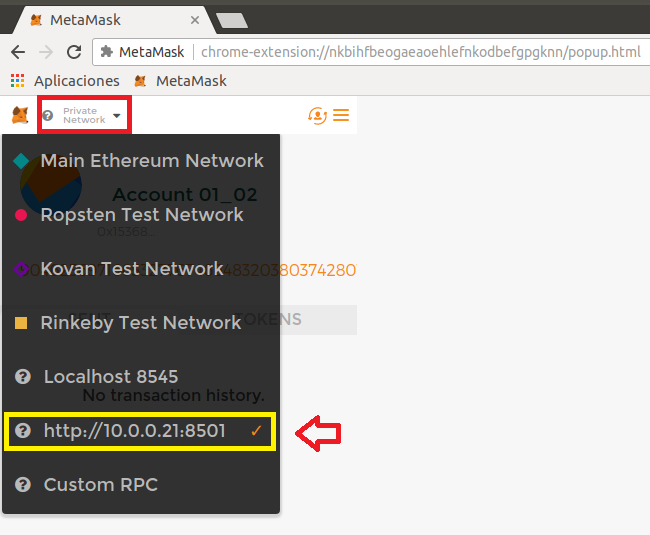 MetaMask
MetaMask chrome-extension://nkbihfbeogaeaoehlefnkodbefgpgknn/popup.html
Aplicaciones MetaMask
Private
Network
Main Ethereum Network
Account 01_02
Ropsten Test Network
0x15368..
Kovan Test Network
48320380374280
Rinkeby Test Network
TOKENS
Localhost 8545
No transaction history.
http://10.0.0.21:8501
Custom RPC